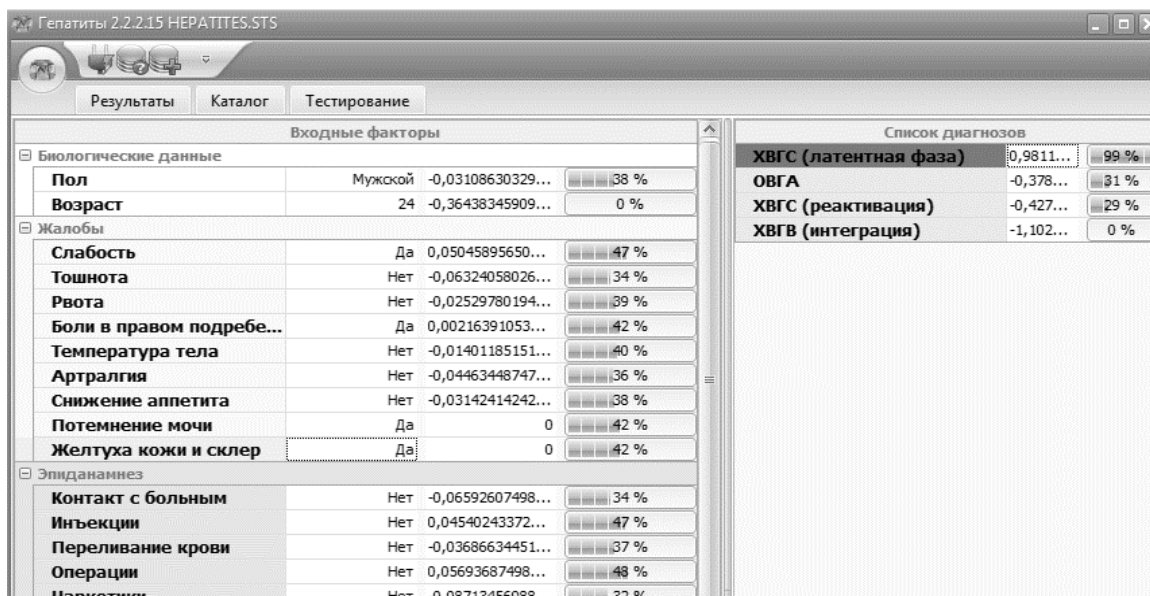 Гепатиты 2.2.2.15 HEPATITES.STS
Результаты Каталог Тестирование
Входные факторы
Биологические данные
Пол Мужской -0,03108630329... 38 %
Возраст 24 -0,36438345909... 0 %
Жалобы
Слабость Да 0,05045895650... 47 %
Тошнота Нет -0,06324058026... 34 %
Рвота Нет -0,02529780194... 39 %
Боли в правом подребе... Да 0,00216391053... 42 %
Температура тела Нет -0,01401185151... 40 %
Артралгия Нет -0,04463448747... 36 %
Снижение аппетита Нет -0,03142414242... 38 %
Потемнение мочи Да 0 42 %
Желтуха кожи и склер Да 0 42 %
Эпиданамнез
Контакт с больным Нет -0,06592607498... 34 %
Инъекции Нет 0,04540243372... 47 %
Переливание крови Нет -0,03686634451... 37 %
Операции Нет 0,05693687498... 48 %
Список диагнозов
ХВГС (латентная фаза) 0,9811... 99 %
ОВГА -0,378... 31 %
ХВГС (реактивация) -0,427... 29 %
ХВГВ (интеграция) -1,102... 0 %